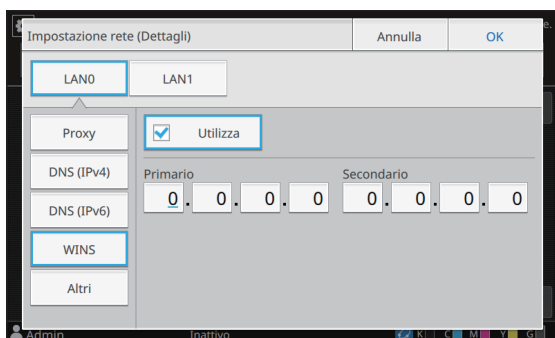 e.
Impostazione rete (Dettagli) Annulla OK
LAN0 LAN1
Proxy Utilizza
DNS (IPv4) Primario Secondario
0. 0. 0. 0 0. 0. 0. 0
DNS (IPv6)
WINS
Altri
Admin Inattivo K C M Y G